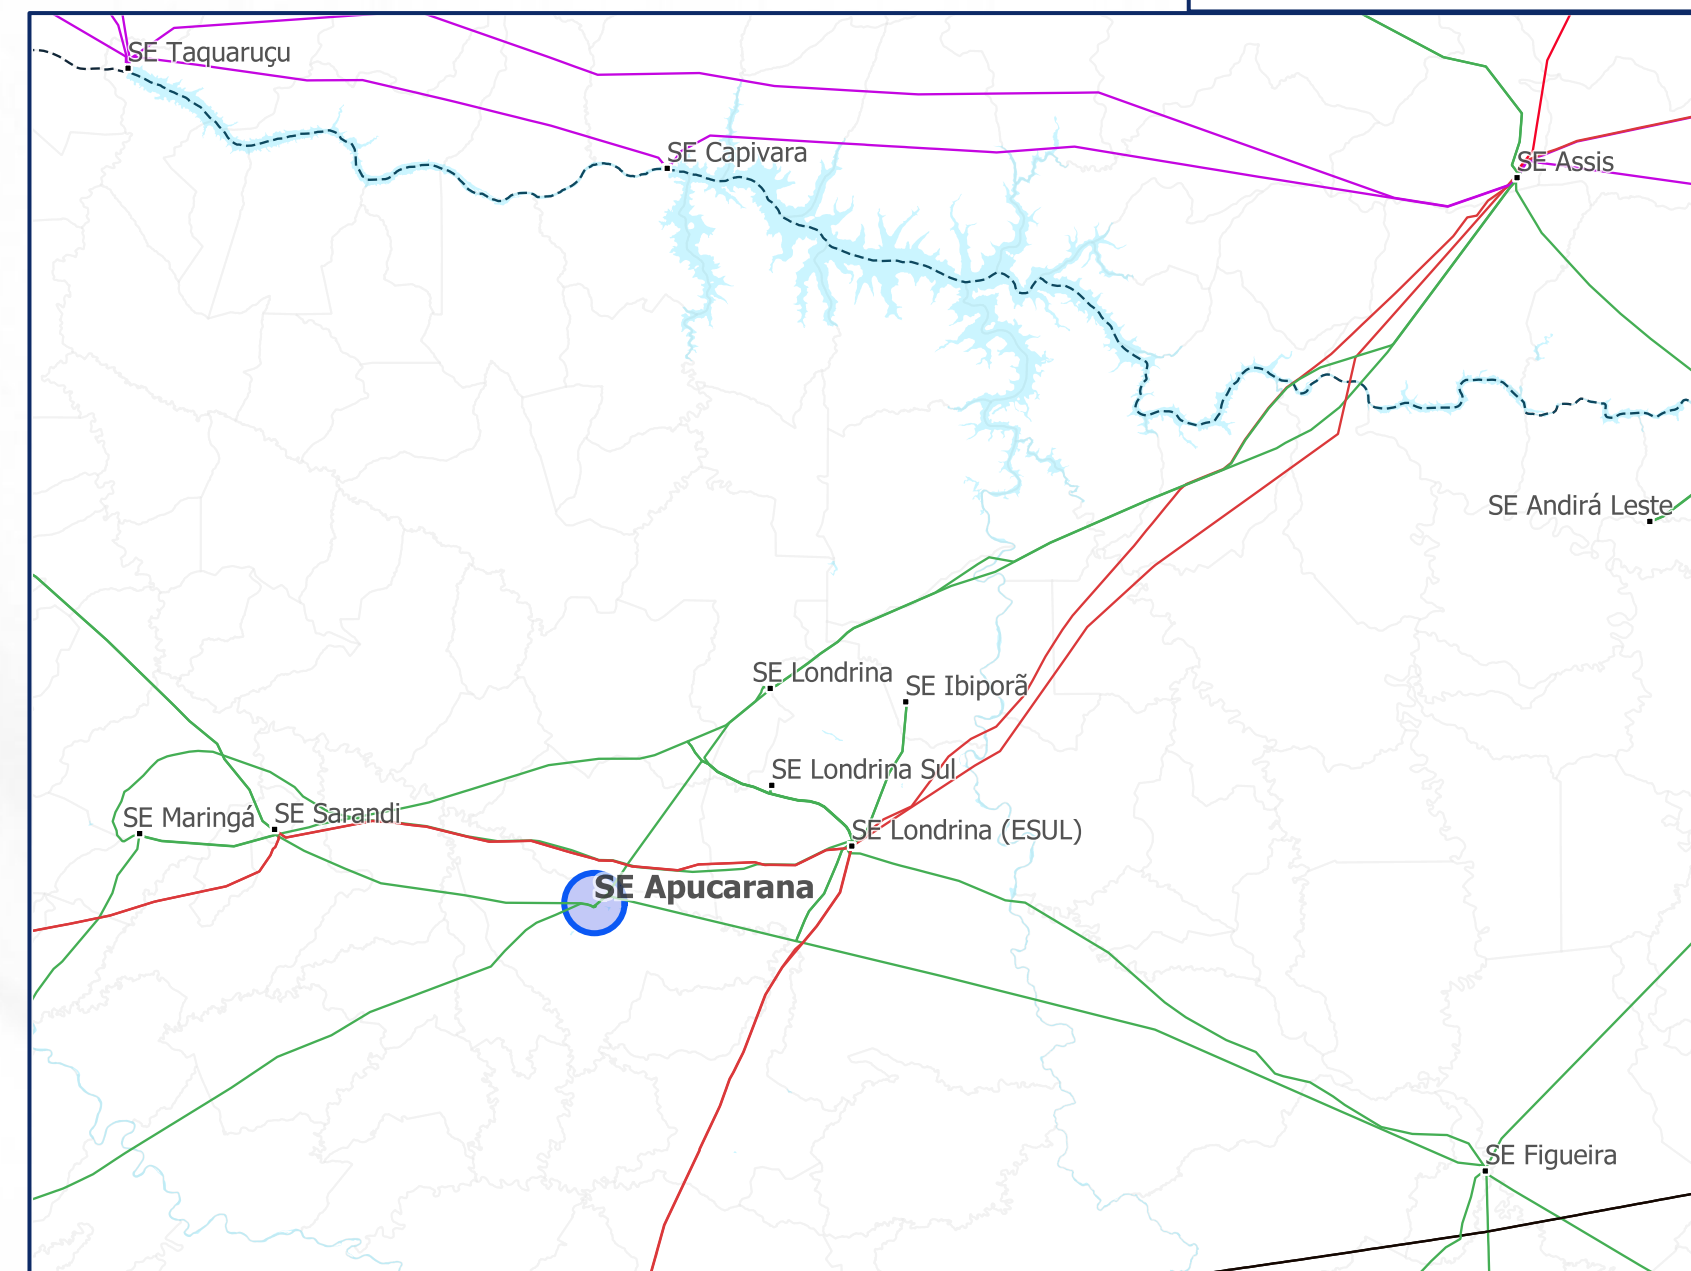 SE Taquaruçu
SE Capivara
SE Assis
SE Andirá Leste
SE Londrina
SE Ibiporã
SE Londrina Sul
SE Maringá
SE Sarandi
SE Londrina (ESUL)
SE Apucarana
SE Figueira